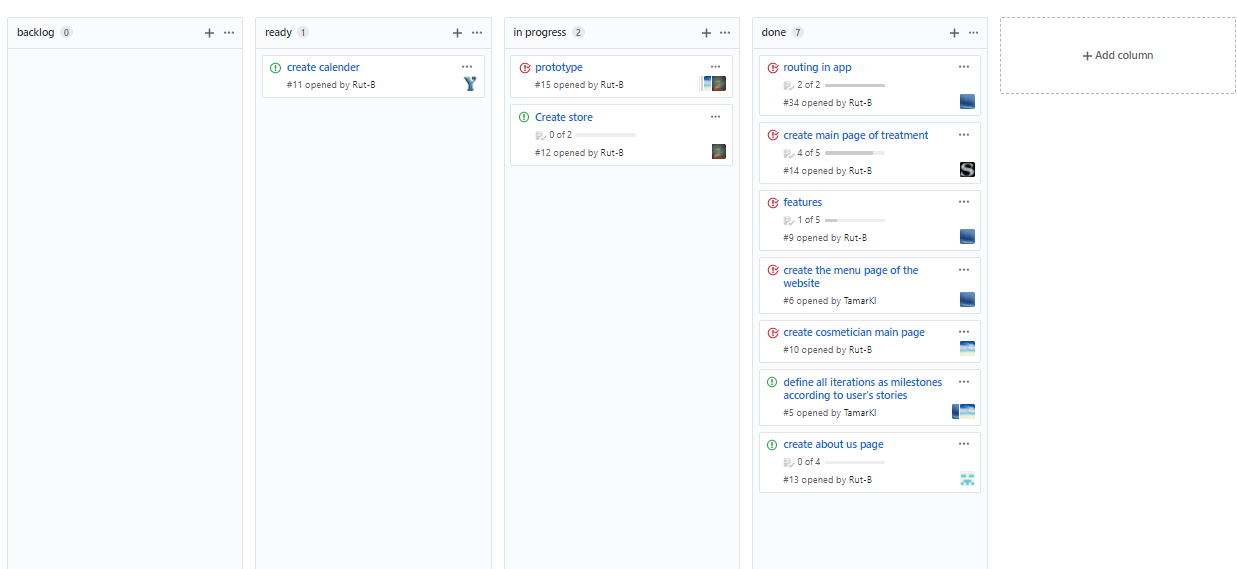 backlog 0
ready 1
create calender
#11 opened by Rut-B
in progress 2
prototype
#15 opened by Rut-B
Create store
0 of 2
#12 opened by Rut-B
done 7
routing in app
2 of 2
#34 opened by Rut-B
create main page of treatment
4 of 5
#14 opened by Rut-B
features
1 of 5
#9 opened by Rut-B
create the menu page of the
website
#6 opened by TamarKl
create cosmetician main page
#10 opened by Rut-B
define all iterations as milestones
according to user's stories
#5 opened by TamarKl
create about us page
0 of 4
#13 opened by Rut-B
+ Add column